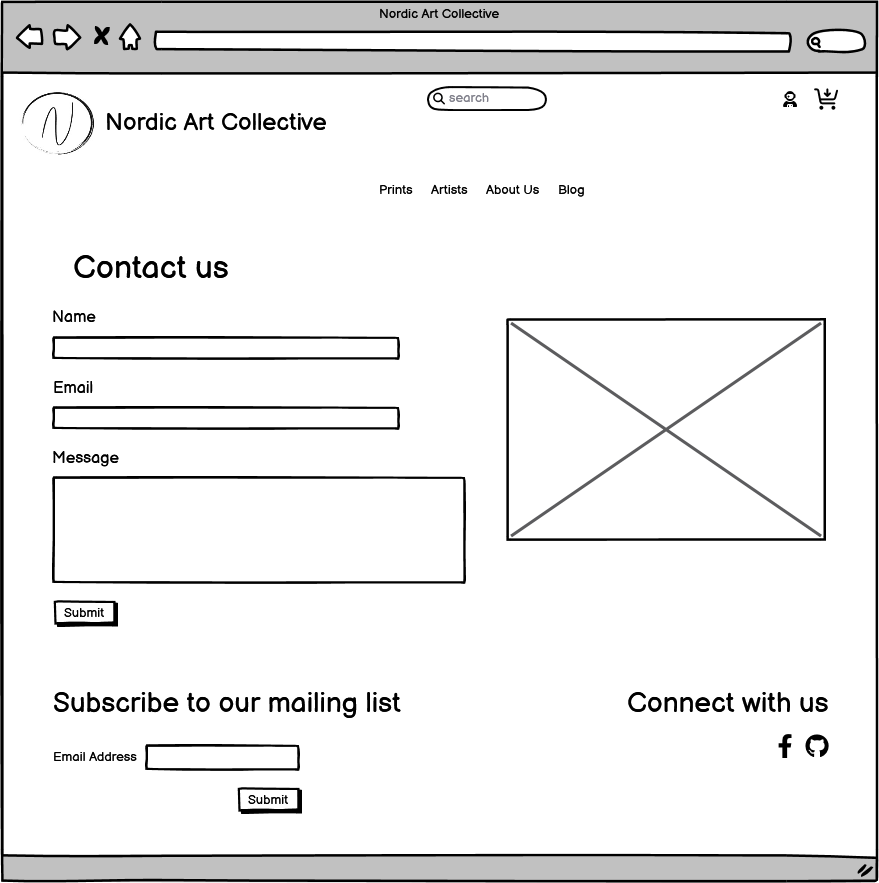 Nordic Art Collective
search
N
Nordic Art Collective
Prints Artists About Us Blog
Contact us
Name
Email
Message
Submit
Subscribe to our mailing list
Connect with us
Email Address
Submit